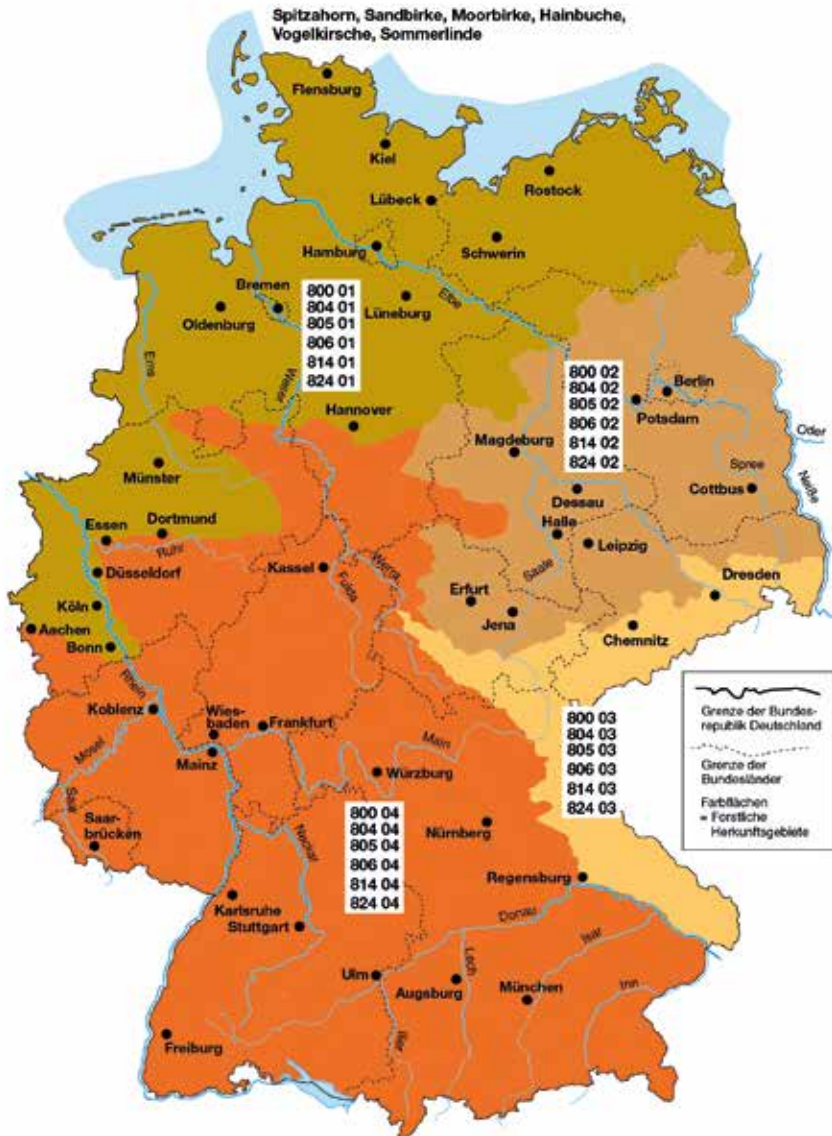 Spitzahorn, Sandbirke, Moorbirke, Hainbuche,
Vogelkirsche, Sommerlinde
Flensburg
Kiel
Rostock
Lübeck
Hamburg
Schwerin
Bremen
Oldenburg
Lüneburg
Elbe
800 01
804 01
805 01
806 01
814 01
824 01
Ems
Weser
Hannover
800 02
804 02
805 02
806 02
814 02
824 02
Berlin
Potsdam
Oder
Magdeburg
Münster
Spree
Neiße
Dessau
Cottbus
Essen
Dortmund
Halle
Ruhr
Leipzig
Düsseldorf
Kassel
Fulda
Werra
Saale
Dresden
Köln
Erfurt
Aachen
Jena
Chemnitz
Bonn
Rhein
Koblenz
Wies-
baden
Frankfurt
Mosel
Mainz
Main
Würzburg
800 03
804 03
805 03
806 03
814 03
824 03
Grenze der Bundes-
republik Deutschland
Grenze der
Bundesländer
Farbflächen
= Forstliche
Herkunftsgebiete
Saar
Saar-
brücken
Neckar
800 04
804 04
805 04
806 04
814 04
824 04
Nürnberg
Regensburg
Karlsruhe
Stuttgart
Donau
Isar
Ulm
Lech
Augsburg
München
Inn
Iller
Freiburg